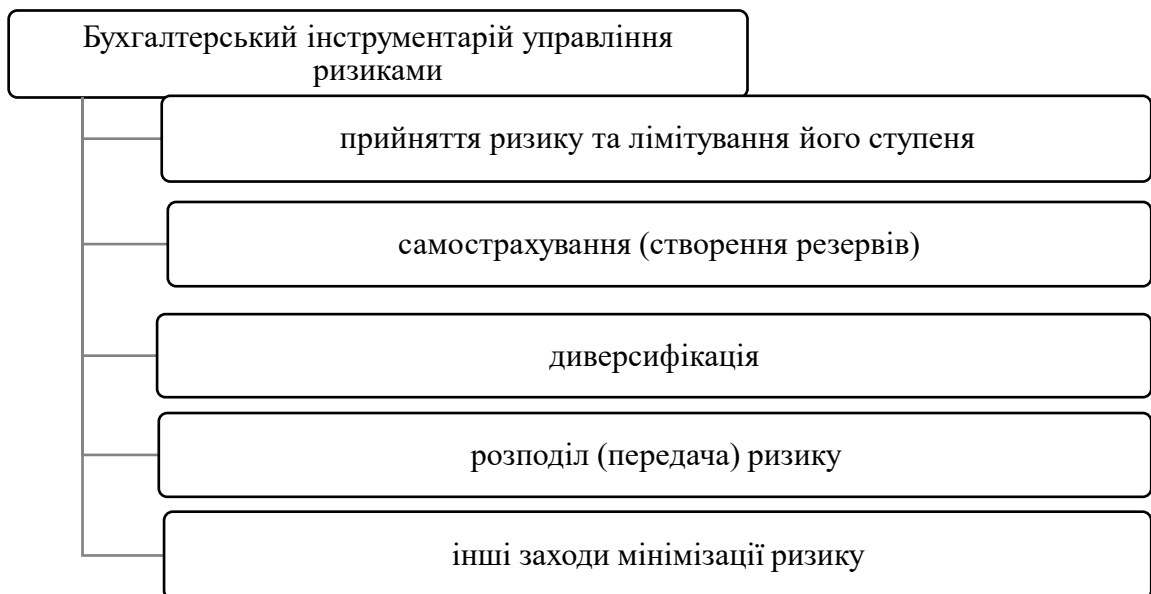 Бухгалтерський інструментарій управління
ризиками
прийняття ризику та лімітування його ступеня
самострахування (створення резервів)
диверсифікація
розподіл (передача) ризику
інші заходи мінімізації ризику